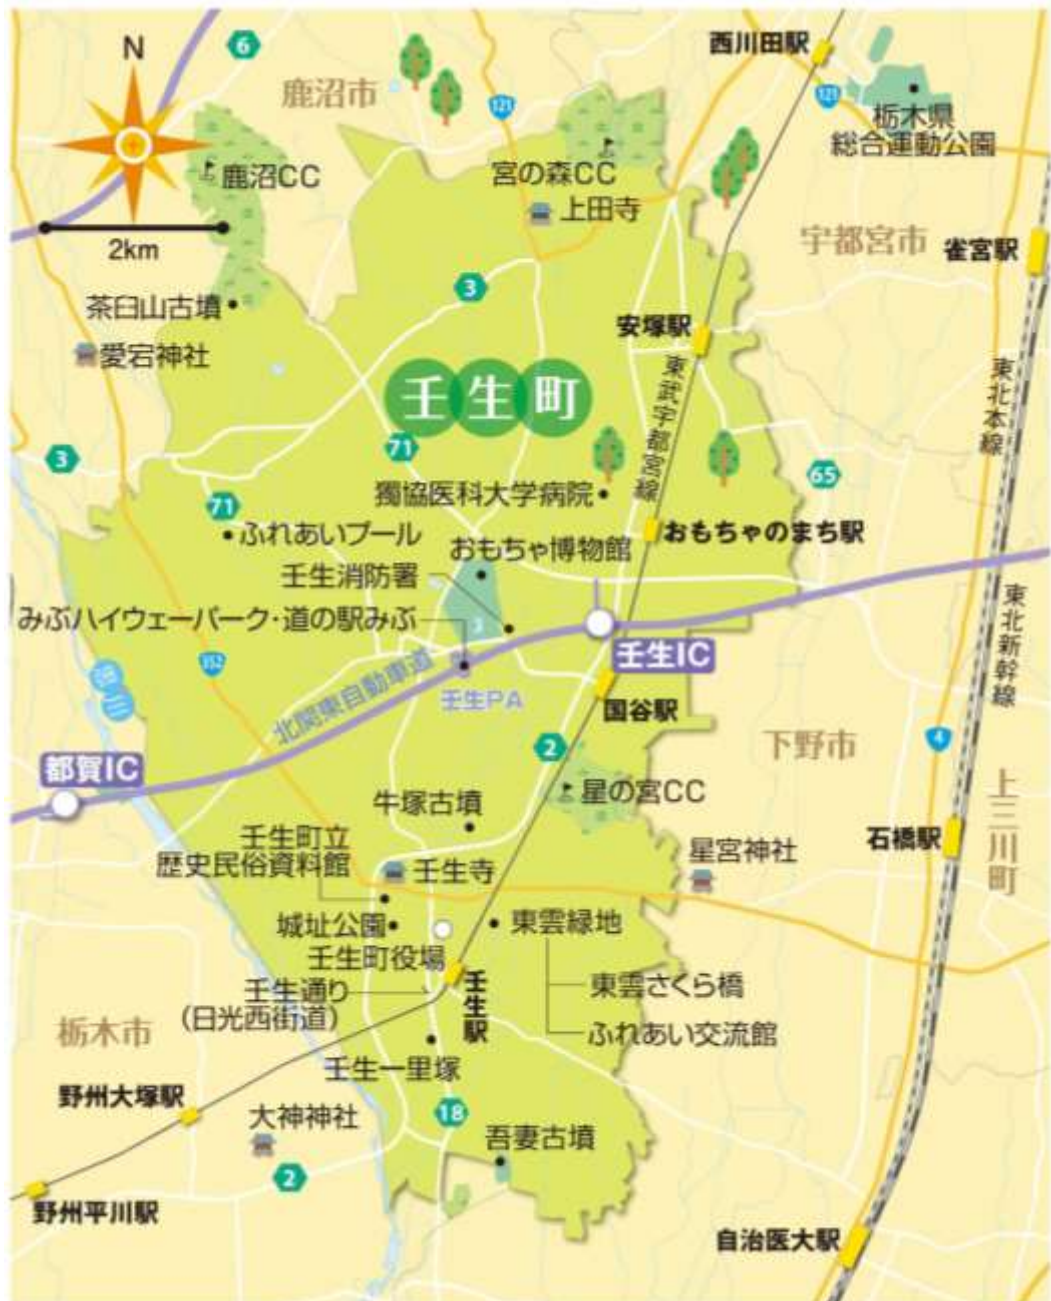 N
6
鹿沼市
121
西川田駅
121
栃木県
総合運動公園
鹿沼CC
宮の森CC
上田寺
2km
宇都宮市
雀宮駅
3
茶臼山古墳
安塚駅
愛宕神社
壬生町
東武宇都宮線
東北本線
3
71
65
獨協医科大学病院
71
ふれあいプール
おもちゃのまち駅
おもちゃ博物館
壬生消防署
みぶハイウェーパーク・道の駅みぶ
東北新幹線
352
北関東自動車道
壬生PA
壬生IC
国谷駅
2
下野市
4
都賀IC
星の宮CC
上三川町
牛塚古墳
石橋駅
壬生町立
歴史民俗資料館
壬生寺
星宮神社
城址公園
東雲緑地
壬生町役場
壬生駅
東雲さくら橋
壬生通り
(日光西街道)
ふれあい交流館
栃木市
壬生一里塚
野州大塚駅
大神神社
18
吾妻古墳
2
野州平川駅
自治医大駅